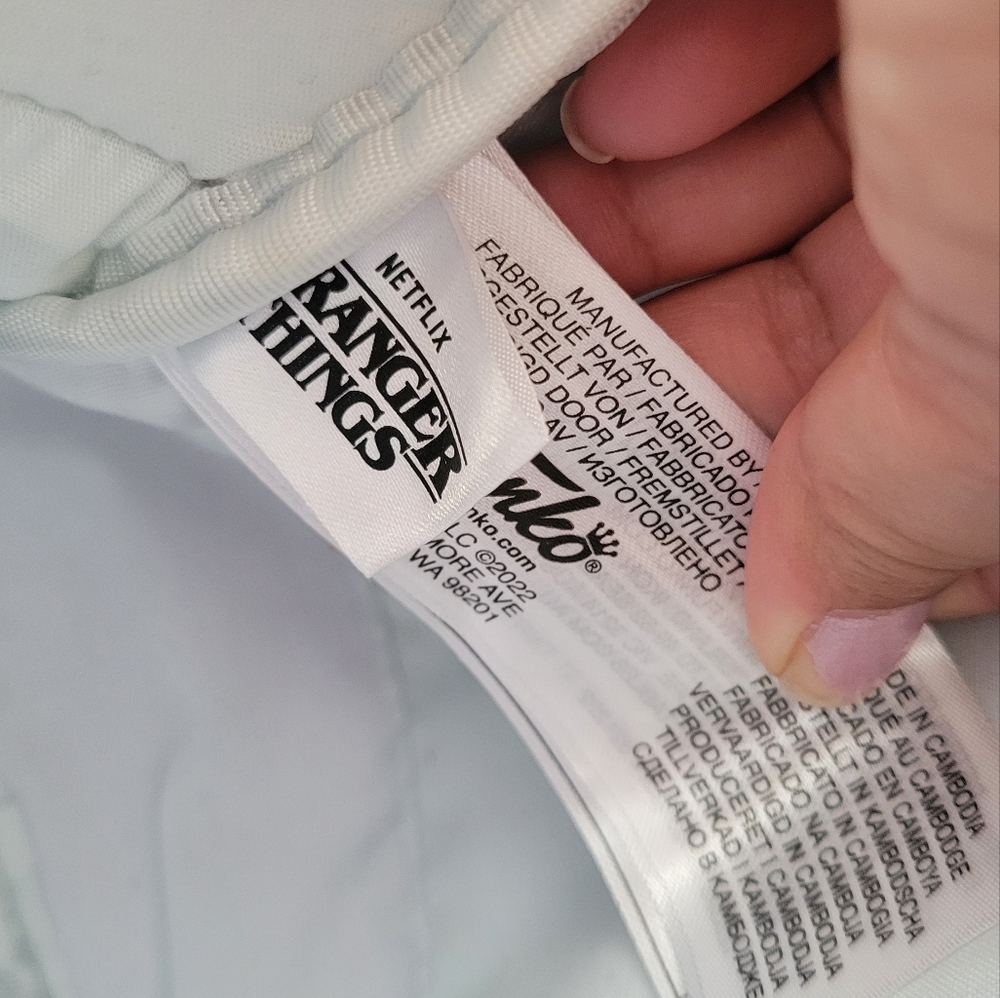 NETFLIX
RANGER
THINGS
MANUFACTURED BY
FABRIQUÉ PAR / FABRICADO
GESTELLT VON / FABBRICATO
DOOR / FREMSTILLET
AV / ИЗГОТОВЛЕНО
nko®
nko.com
LC ©2022
MORE AVE
WA 98201
DE IN CAMBODIA
QUÉ AU CAMBODGE
CADO EN CAMBOYA
STELLT IN KAMBODSCHA
FABBRICATO IN CAMBOGIA
FABRICADO NA CAMBOJA
VERVAARDIGD IN CAMBODJA
PRODUCERET I CAMBODJA
TILLVERKAD I KAMBODJA
СДЕЛАНО В КАМБОДЖЕ